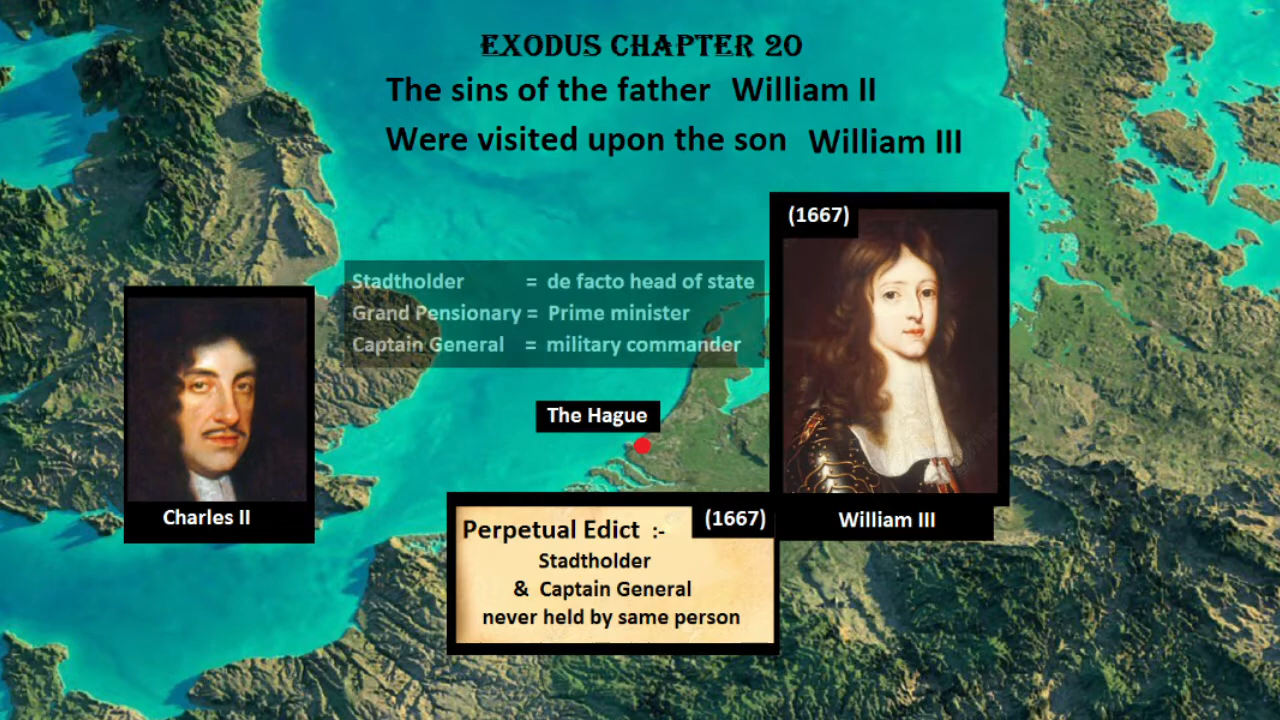 EXODUS CHAPTER 20
The sins of the father William II
Were visited upon the son William III
(1667)
Stadtholder = de facto head of state
Grand Pensionary = Prime minister
Captain General = military commander
The Hague
Charles II
William III
Perpetual Edict :- (1667)
Stadtholder
& Captain General
never held by same person